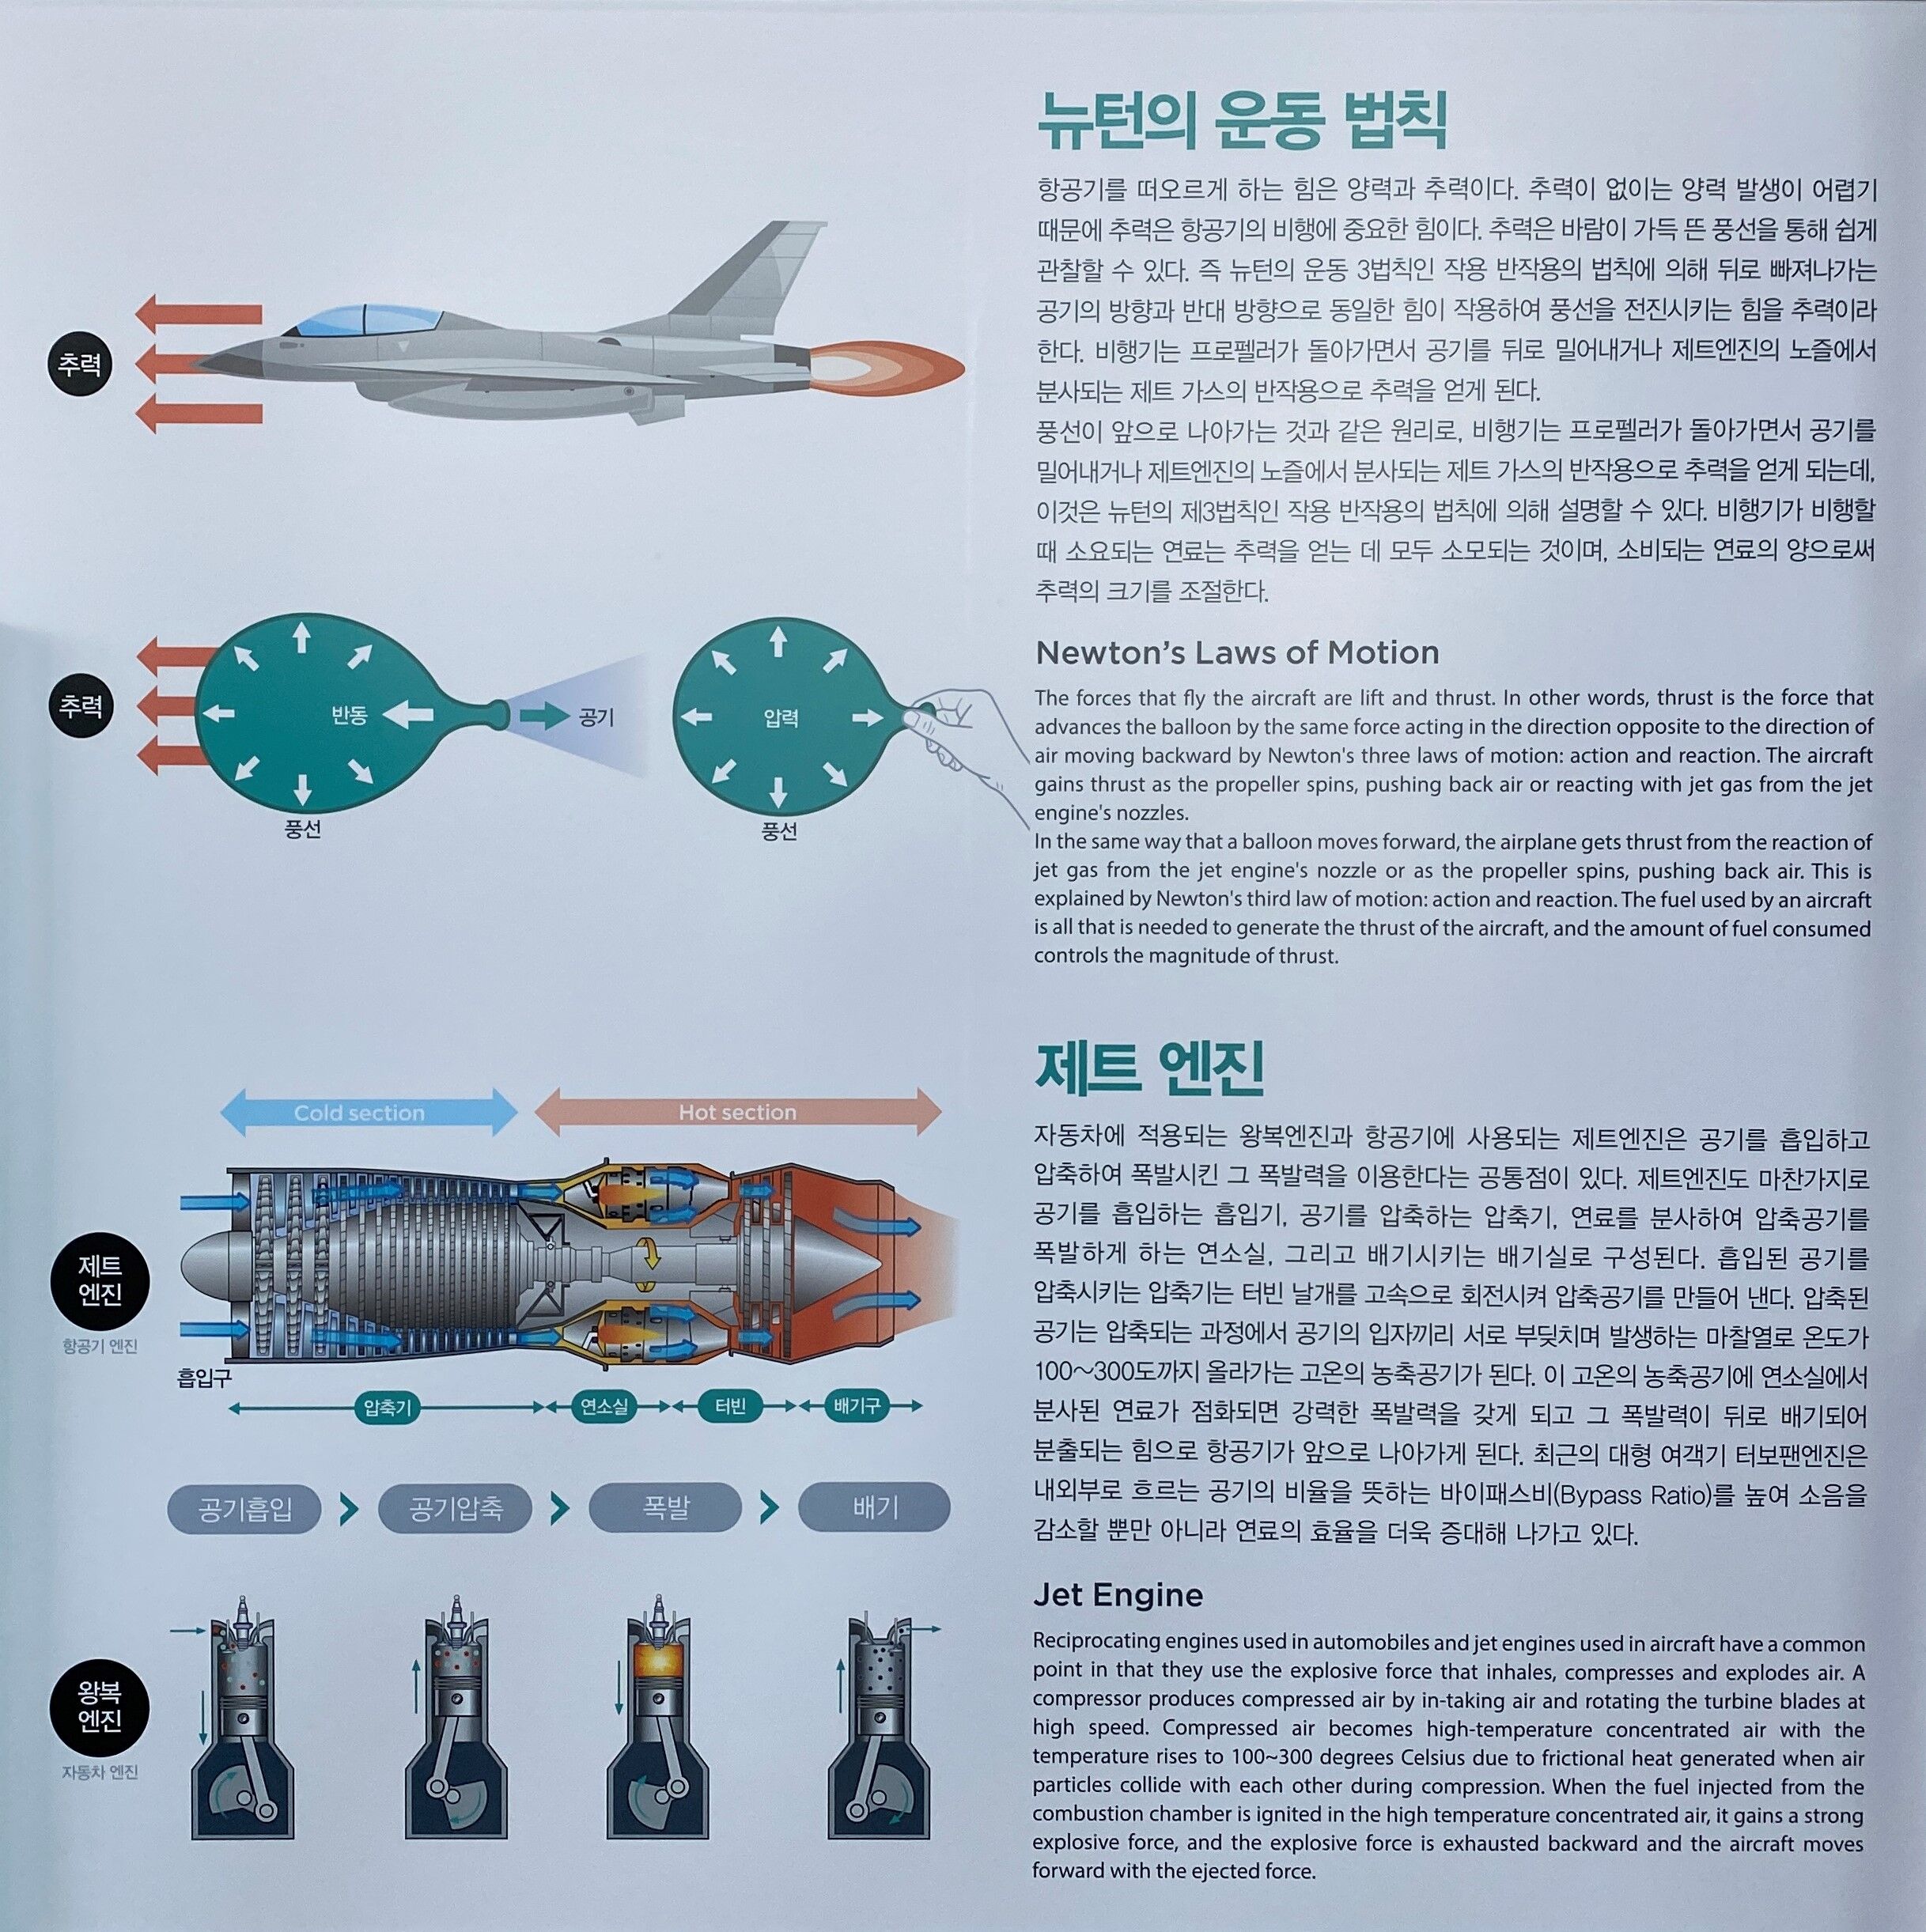 뉴턴의 운동 법칙
항공기를 떠오르게 하는 힘은 양력과 추력이다. 추력이 없이는 양력 발생이 어렵기
때문에 추력은 항공기의 비행에 중요한 힘이다. 추력은 바람이 가득 뜬 풍선을 통해 쉽게
관찰할 수 있다. 즉 뉴턴의 운동 3법칙인 작용 반작용의 법칙에 의해 뒤로 빠져나가는
공기의 방향과 반대 방향으로 동일한 힘이 작용하여 풍선을 전진시키는 힘을 추력이라
한다. 비행기는 프로펠러가 돌아가면서 공기를 뒤로 밀어내거나 제트엔진의 노즐에서
분사되는 제트 가스의 반작용으로 추력을 얻게 된다.
풍선이 앞으로 나아가는 것과 같은 원리로, 비행기는 프로펠러가 돌아가면서 공기를
밀어내거나 제트엔진의 노즐에서 분사되는 제트 가스의 반작용으로 추력을 얻게 되는데,
이것은 뉴턴의 제3법칙인 작용 반작용의 법칙에 의해 설명할 수 있다. 비행기가 비행할
때 소요되는 연료는 추력을 얻는 데 모두 소모되는 것이며, 소비되는 연료의 양으로써
추력의 크기를 조절한다.
Newton's Laws of Motion
The forces that fly the aircraft are lift and thrust. In other words, thrust is the force that
advances the balloon by the same force acting in the direction opposite to the direction of
air moving backward by Newton's three laws of motion: action and reaction. The aircraft
gains thrust as the propeller spins, pushing back air or reacting with jet gas from the jet
engine's nozzles.
In the same way that a balloon moves forward, the airplane gets thrust from the reaction of
jet gas from the jet engine's nozzle or as the propeller spins, pushing back air. This is
explained by Newton's third law of motion: action and reaction. The fuel used by an aircraft
is all that is needed to generate the thrust of the aircraft, and the amount of fuel consumed
controls the magnitude of thrust.
추력
추력
반동
공기
풍선
압력
풍선
제트 엔진
자동차에 적용되는 왕복엔진과 항공기에 사용되는 제트엔진은 공기를 흡입하고
압축하여 폭발시킨 그 폭발력을 이용한다는 공통점이 있다. 제트엔진도 마찬가지로
공기를 흡입하는 흡입기, 공기를 압축하는 압축기, 연료를 분사하여 압축공기를
폭발하게 하는 연소실, 그리고 배기시키는 배기실로 구성된다. 흡입된 공기를
압축시키는 압축기는 터빈 날개를 고속으로 회전시켜 압축공기를 만들어 낸다. 압축된
공기는 압축되는 과정에서 공기의 입자끼리 서로 부딪치며 발생하는 마찰열로 온도가
100~300도까지 올라가는 고온의 농축공기가 된다. 이 고온의 농축공기에 연소실에서
분사된 연료가 점화되면 강력한 폭발력을 갖게 되고 그 폭발력이 뒤로 배기되어
분출되는 힘으로 항공기가 앞으로 나아가게 된다. 최근의 대형 여객기 터보팬엔진은
내외부로 흐르는 공기의 비율을 뜻하는 바이패스비(Bypass Ratio)를 높여 소음을
감소할 뿐만 아니라 연료의 효율을 더욱 증대해 나가고 있다.
Jet Engine
Reciprocating engines used in automobiles and jet engines used in aircraft have a common
point in that they use the explosive force that inhales, compresses and explodes air. A
compressor produces compressed air by in-taking air and rotating the turbine blades at
high speed. Compressed air becomes high-temperature concentrated air with the
temperature rises to 100~300 degrees Celsius due to frictional heat generated when air
particles collide with each other during compression. When the fuel injected from the
combustion chamber is ignited in the high temperature concentrated air, it gains a strong
explosive force, and the explosive force is exhausted backward and the aircraft moves
forward with the ejected force.
Cold section
Hot section
제트
엔진
항공기 엔진
흡입구
압축기
연소실
터빈
배기구
공기흡입
공기압축
폭발
배기
왕복
엔진
자동차 엔진